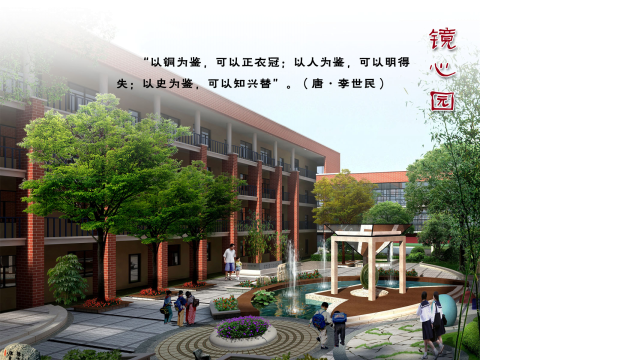 镜心园
“以铜为鉴，可以正衣冠；以人为鉴，可以明得
失；以史为鉴，可以知兴替”。（唐·李世民）